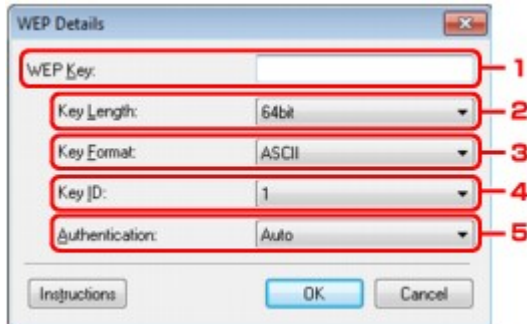 WEP Details
WEP Key: 1
Key Length: 64bit 2
Key Format: ASCII 3
Key ID: 1 4
Authentication: Auto 5
Instructions OK Cancel